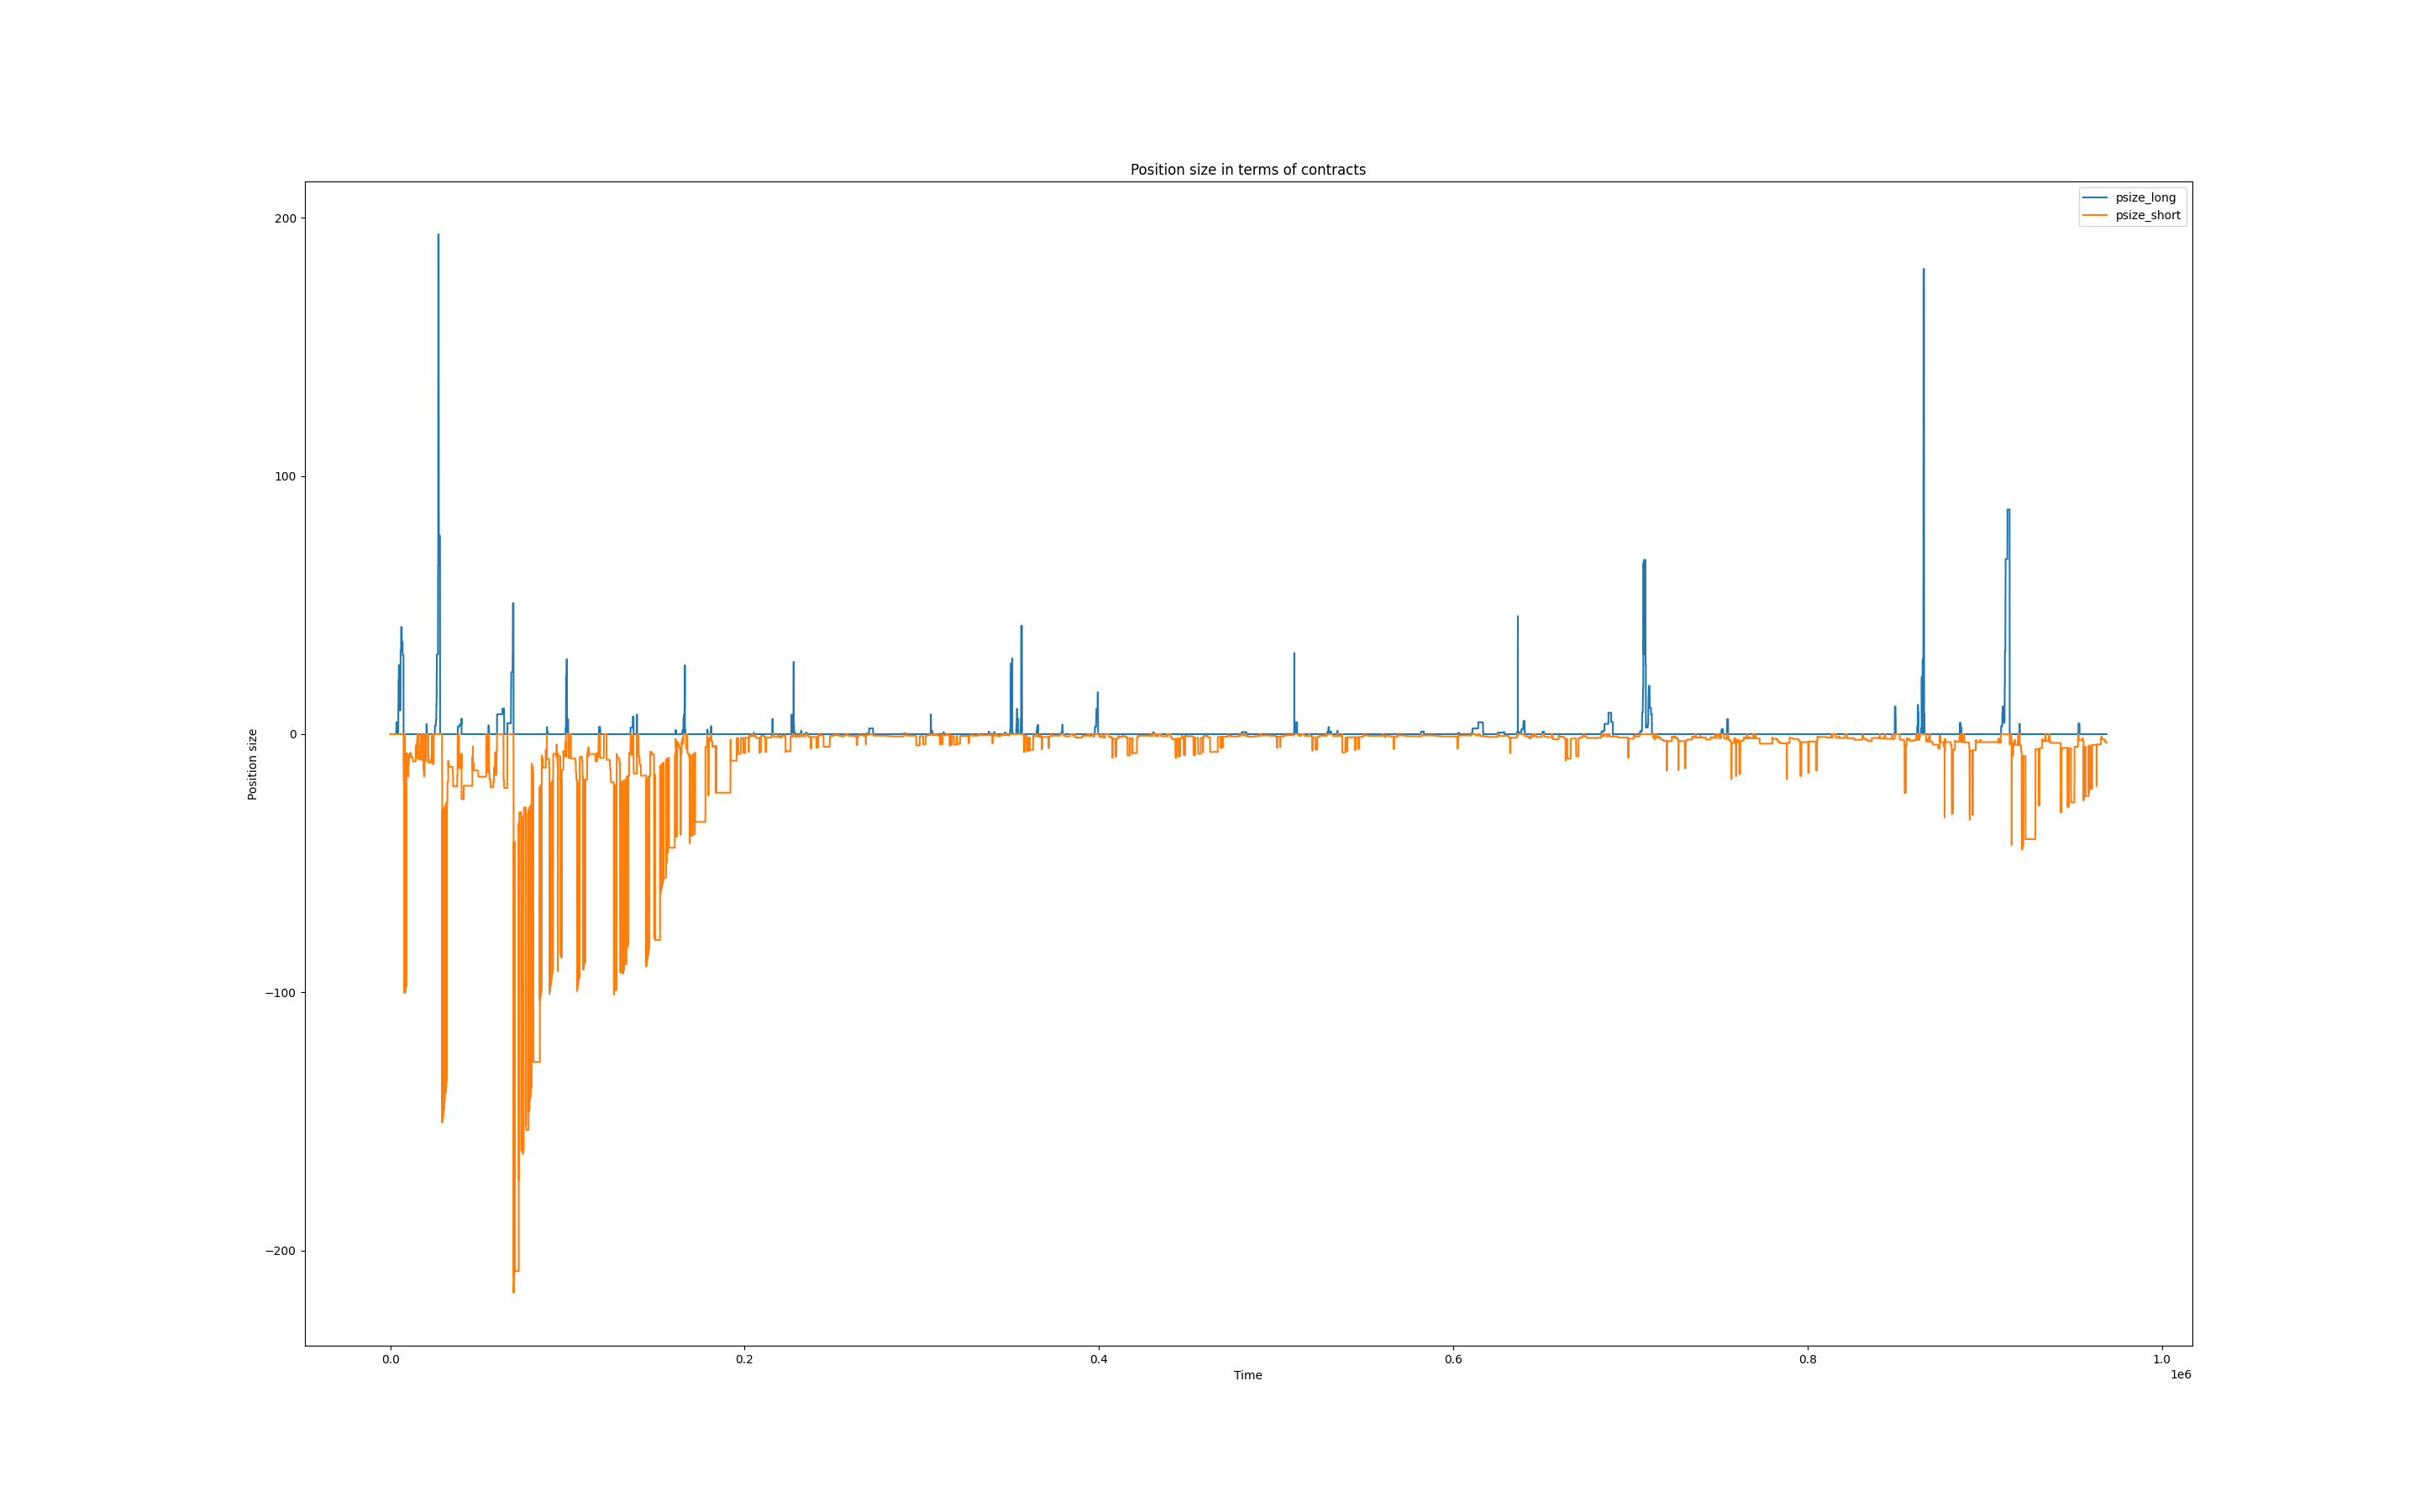 Position size in terms of contracts
psize_long
psize_short
200
100
0
−100
−200
Position size
0.0
0.2
0.4
0.6
0.8
1.0
1e6
Time